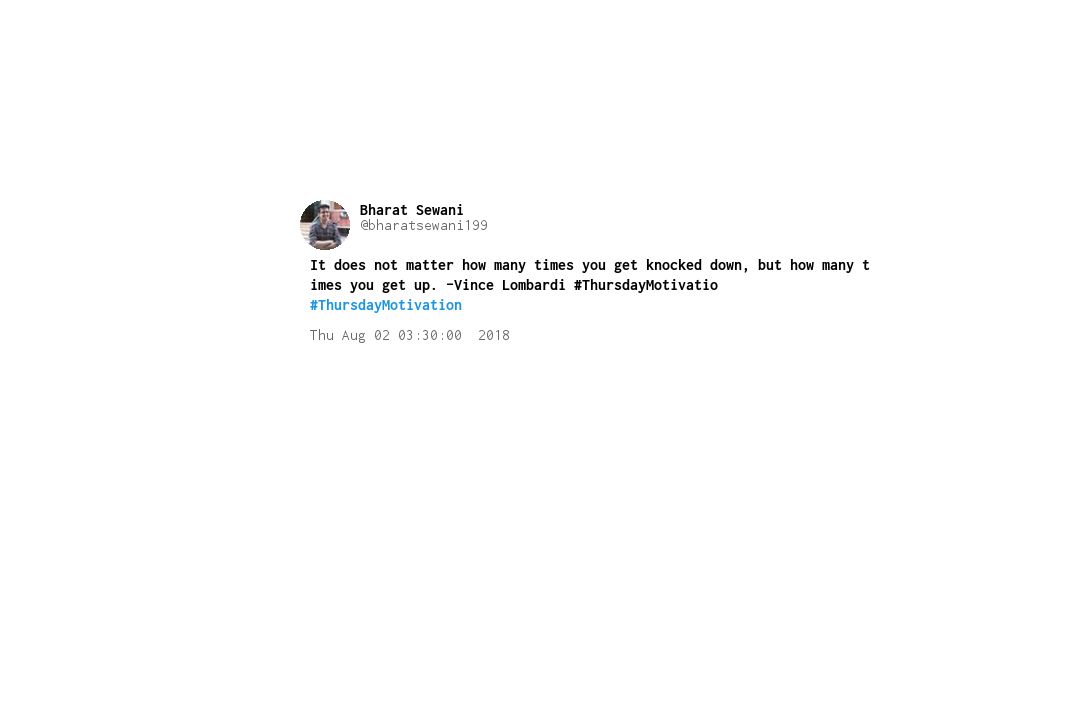 Bharat Sewani
@bharatsewani199
It does not matter how many times you get knocked down, but how many t
imes you get up. -Vince Lombardi #ThursdayMotivatio
#ThursdayMotivation
Thu Aug 02 03:30:00  2018